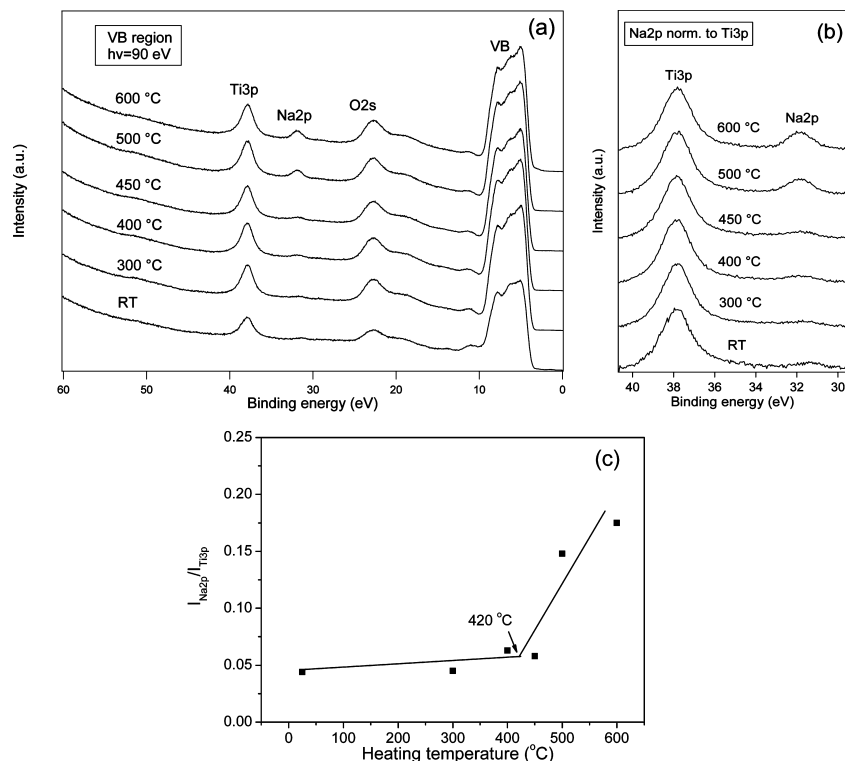 VB region
hν=90 eV
(a)
VB
Ti3p
Na2p
O2s
600 °C
500 °C
450 °C
400 °C
300 °C
RT
Intensity (a.u.)
60 50 40 30 20 10 0
Binding energy (eV)
Na2p norm. to Ti3p
(b)
Ti3p
Na2p
600 °C
500 °C
450 °C
400 °C
300 °C
RT
Intensity (a.u.)
40 38 36 34 32 30
Binding energy (eV)
(c)
0.25
0.20
0.15
0.10
0.05
0.00
I_Na2p/I_Ti3p
420 °C
0 100 200 300 400 500 600
Heating temperature (°C)